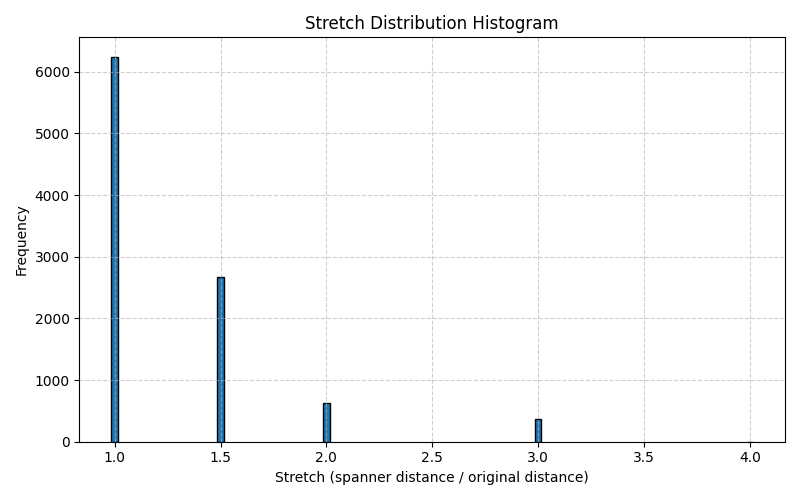 Stretch Distribution Histogram
Frequency
6000
5000
4000
3000
2000
1000
0
1.0 1.5 2.0 2.5 3.0 3.5 4.0
Stretch (spanner distance / original distance)